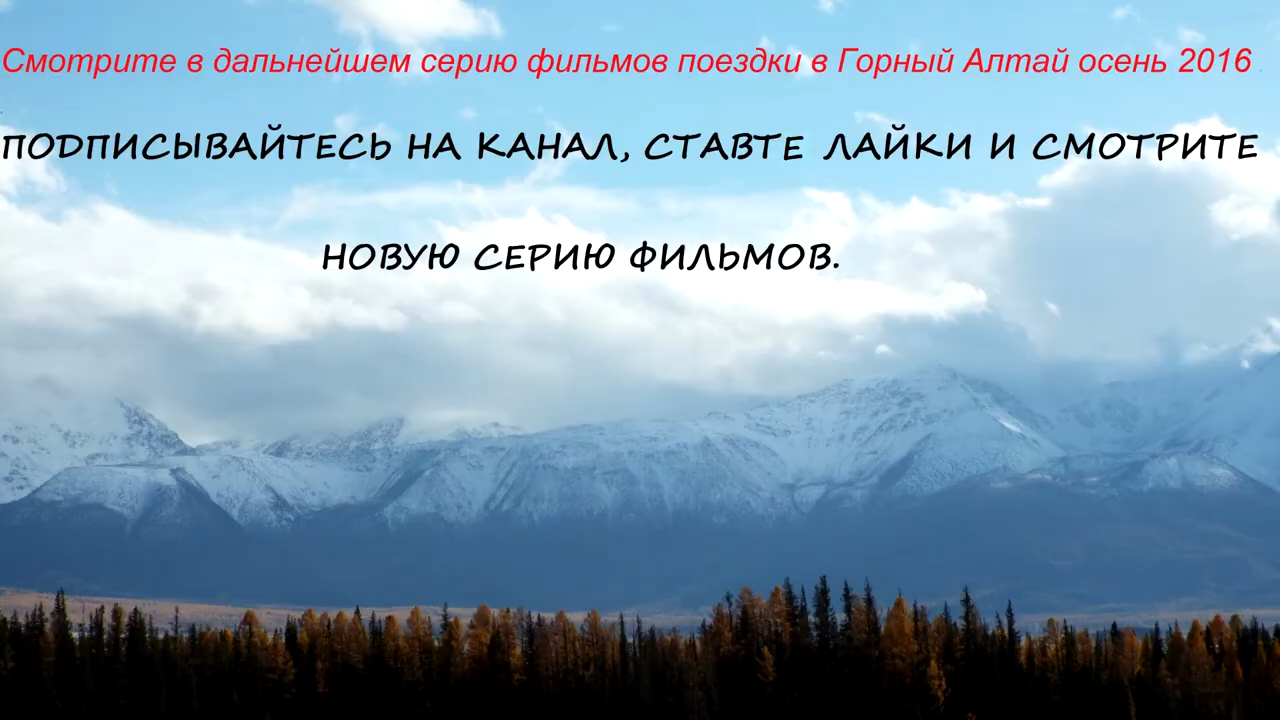 Смотрите в дальнейшем серию фильмов поездки в Горный Алтай осень 2016
ПОДПИСЫВАЙТЕСЬ НА КАНАЛ, СТАВТЕ ЛАЙКИ И СМОТРИТЕ
НОВУЮ СЕРИЮ ФИЛЬМОВ.